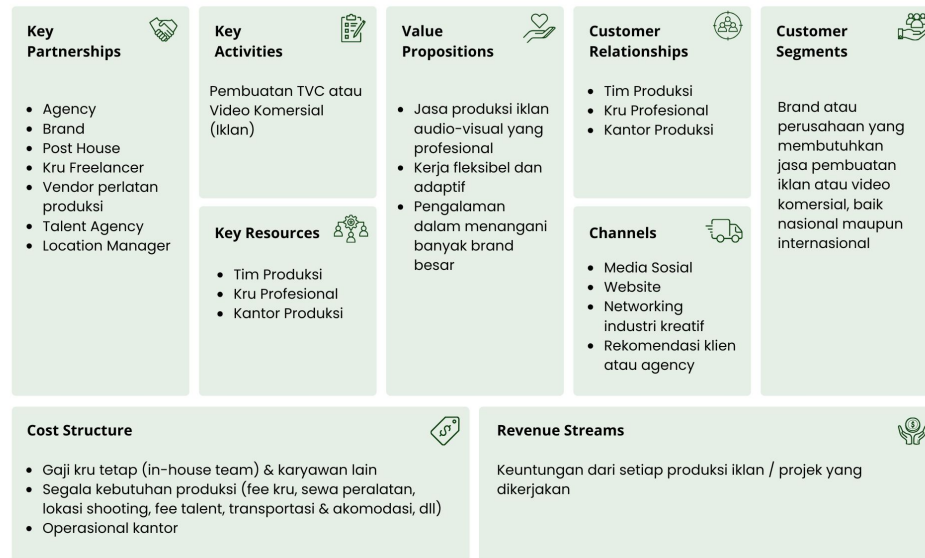 Key
Partnerships
Agency
Brand
Post House
Kru Freelancer
Vendor perlatan
produksi
Talent Agency
Location Manager
Key
Activities
Pembuatan TVC atau
Video Komersial
(Iklan)
Key Resources
Tim Produksi
Kru Profesional
Kantor Produksi
Value
Propositions
Jasa produksi iklan
audio-visual yang
profesional
Kerja fleksibel dan
adaptif
Pengalaman
dalam menangani
banyak brand
besar
Customer
Relationships
Tim Produksi
Kru Profesional
Kantor Produksi
Channels
Media Sosial
Website
Networking
industri kreatif
Rekomendasi klien
atau agency
Customer
Segments
Brand atau
perusahaan yang
membutuhkan
jasa pembuatan
iklan atau video
komersial, baik
nasional maupun
internasional
Cost Structure
Gaji kru tetap (in-house team) & karyawan lain
Segala kebutuhan produksi (fee kru, sewa peralatan,
lokasi shooting, fee talent, transportasi & akomodasi, dll)
Operasional kantor
Revenue Streams
Keuntungan dari setiap produksi iklan / projek yang
dikerjakan